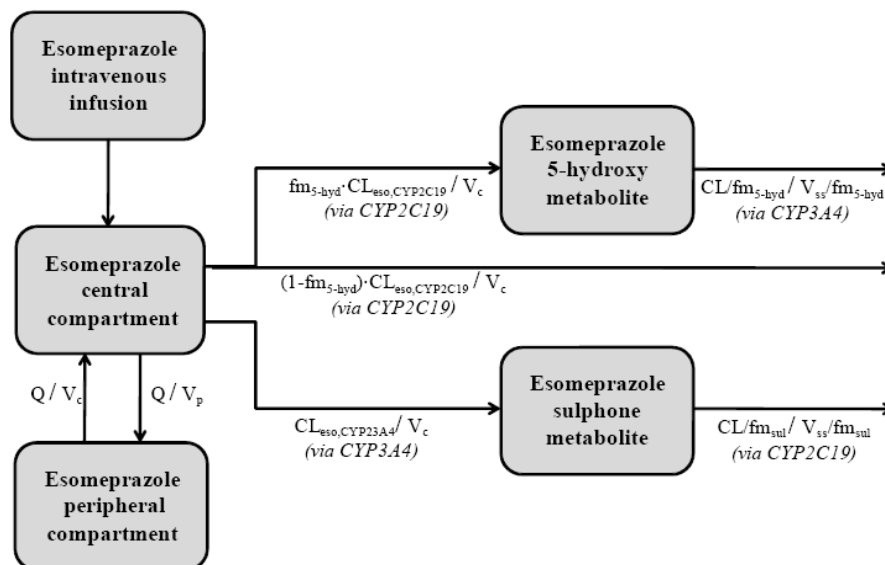 Esomeprazole
intravenous
infusion
Esomeprazole
5-hydroxy
metabolite
fm5-hyd·CLeso,CYP2C19 / Vc
(via CYP2C19)
CL/fm5-hyd / Vss/fm5-hyd
(via CYP3A4)
Esomeprazole
central
compartment
(1-fm5-hyd)·CLeso,CYP2C19 / Vc
(via CYP2C19)
Q / Vc
Q / Vp
Esomeprazole
sulphone
metabolite
CLeso,CYP23A4 / Vc
(via CYP3A4)
CL/fmsul / Vss/fmsul
(via CYP2C19)
Esomeprazole
peripheral
compartment